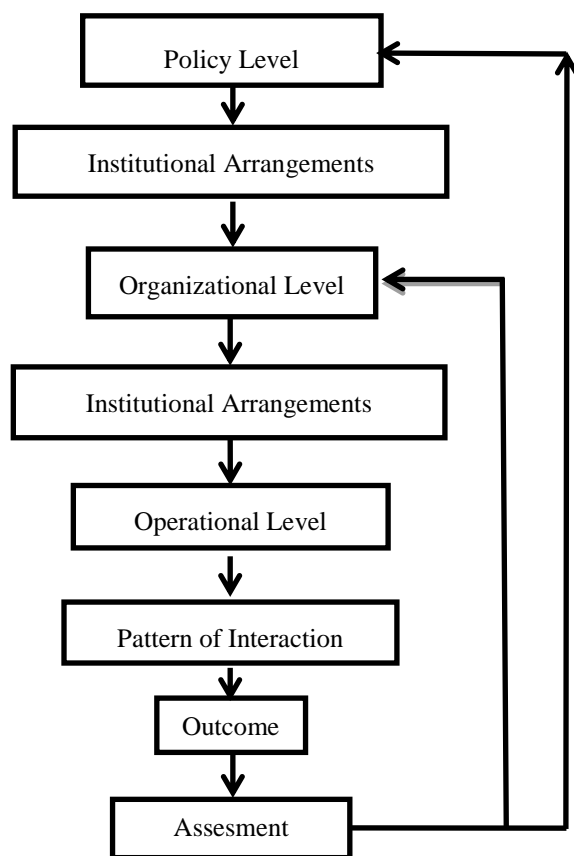 Policy Level
Institutional Arrangements
Organizational Level
Institutional Arrangements
Operational Level
Pattern of Interaction
Outcome
Assesment